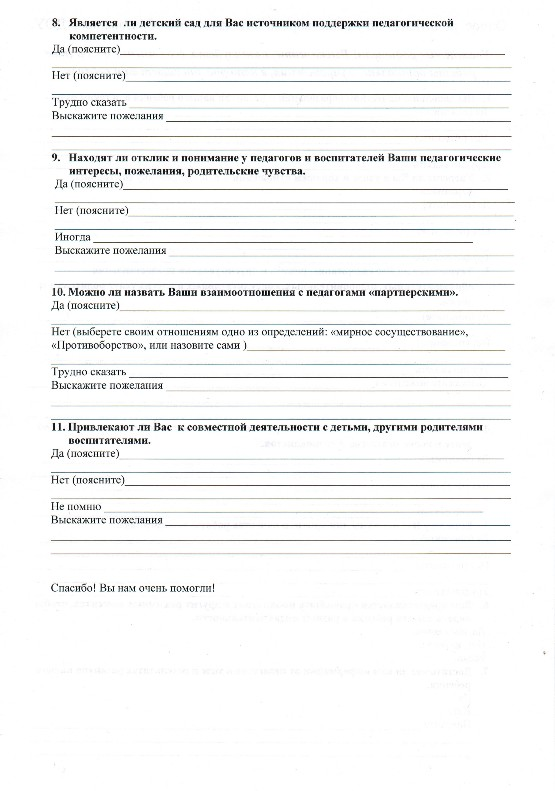 8. Является ли детский сад для Вас источником поддержки педагогической
компетентности.
Да (поясните)
Нет (поясните)
Трудно сказать
Выскажите пожелания
9. Находят ли отклик и понимание у педагогов и воспитателей Ваши педагогические
интересы, пожелания, родительские чувства.
Да (поясните)
Нет (поясните)
Иногда
Выскажите пожелания
10. Можно ли назвать Ваши взаимоотношения с педагогами «партнерскими».
Да (поясните)
Нет (выберете своим отношениям одно из определений: «мирное сосуществование»,
«Противоборство», или назовите сами )
Трудно сказать
Выскажите пожелания
11. Привлекают ли Вас к совместной деятельности с детьми, другими родителями
воспитателями.
Да (поясните)
Нет (поясните)
Не помню
Выскажите пожелания
Спасибо! Вы нам очень помогли!